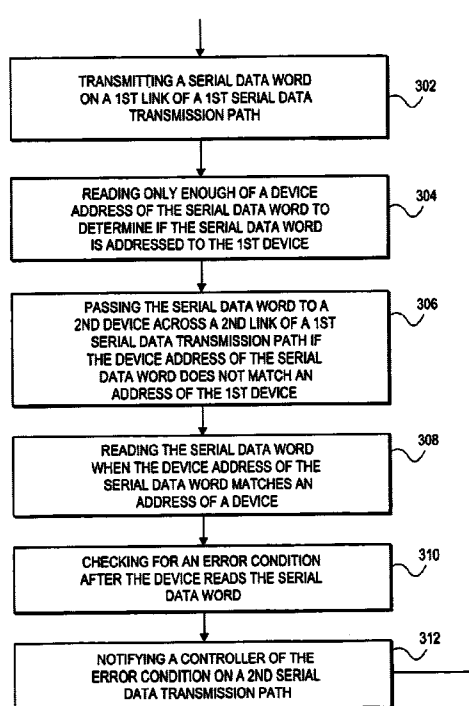 TRANSMITTING A SERIAL DATA WORD
ON A 1ST LINK OF A 1ST SERIAL DATA
TRANSMISSION PATH
302
READING ONLY ENOUGH OF A DEVICE
ADDRESS OF THE SERIAL DATA WORD TO
DETERMINE IF THE SERIAL DATA WORD
IS ADDRESSED TO THE 1ST DEVICE
304
PASSING THE SERIAL DATA WORD TO A
2ND DEVICE ACROSS A 2ND LINK OF A 1ST
SERIAL DATA TRANSMISSION PATH IF
THE DEVICE ADDRESS OF THE SERIAL
DATA WORD DOES NOT MATCH AN
ADDRESS OF THE 1ST DEVICE
306
READING THE SERIAL DATA WORD
WHEN THE DEVICE ADDRESS OF THE
SERIAL DATA WORD MATCHES AN
ADDRESS OF A DEVICE
308
CHECKING FOR AN ERROR CONDITION
AFTER THE DEVICE READS THE SERIAL
DATA WORD
310
NOTIFYING A CONTROLLER OF THE
ERROR CONDITION ON A 2ND SERIAL
DATA TRANSMISSION PATH
312